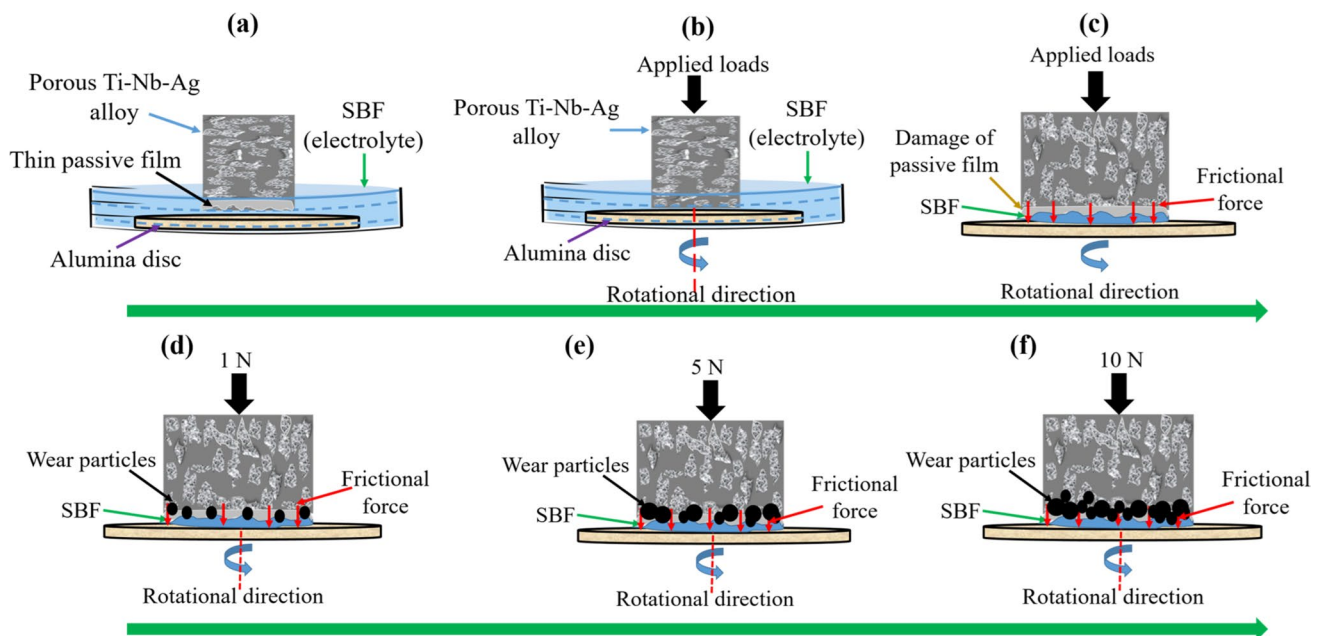 (a)
Porous Ti-Nb-Ag
alloy
Thin passive film
SBF
(electrolyte)
Alumina disc
(b)
Applied loads
Porous Ti-Nb-Ag
alloy
SBF
(electrolyte)
Alumina disc
Rotational direction
(c)
Applied loads
Damage of
passive film
SBF
Frictional
force
Rotational direction
(d)
1 N
Wear particles
SBF
Frictional
force
Rotational direction
(e)
5 N
Wear particles
SBF
Frictional
force
Rotational direction
(f)
10 N
Wear particles
SBF
Frictional
force
Rotational direction